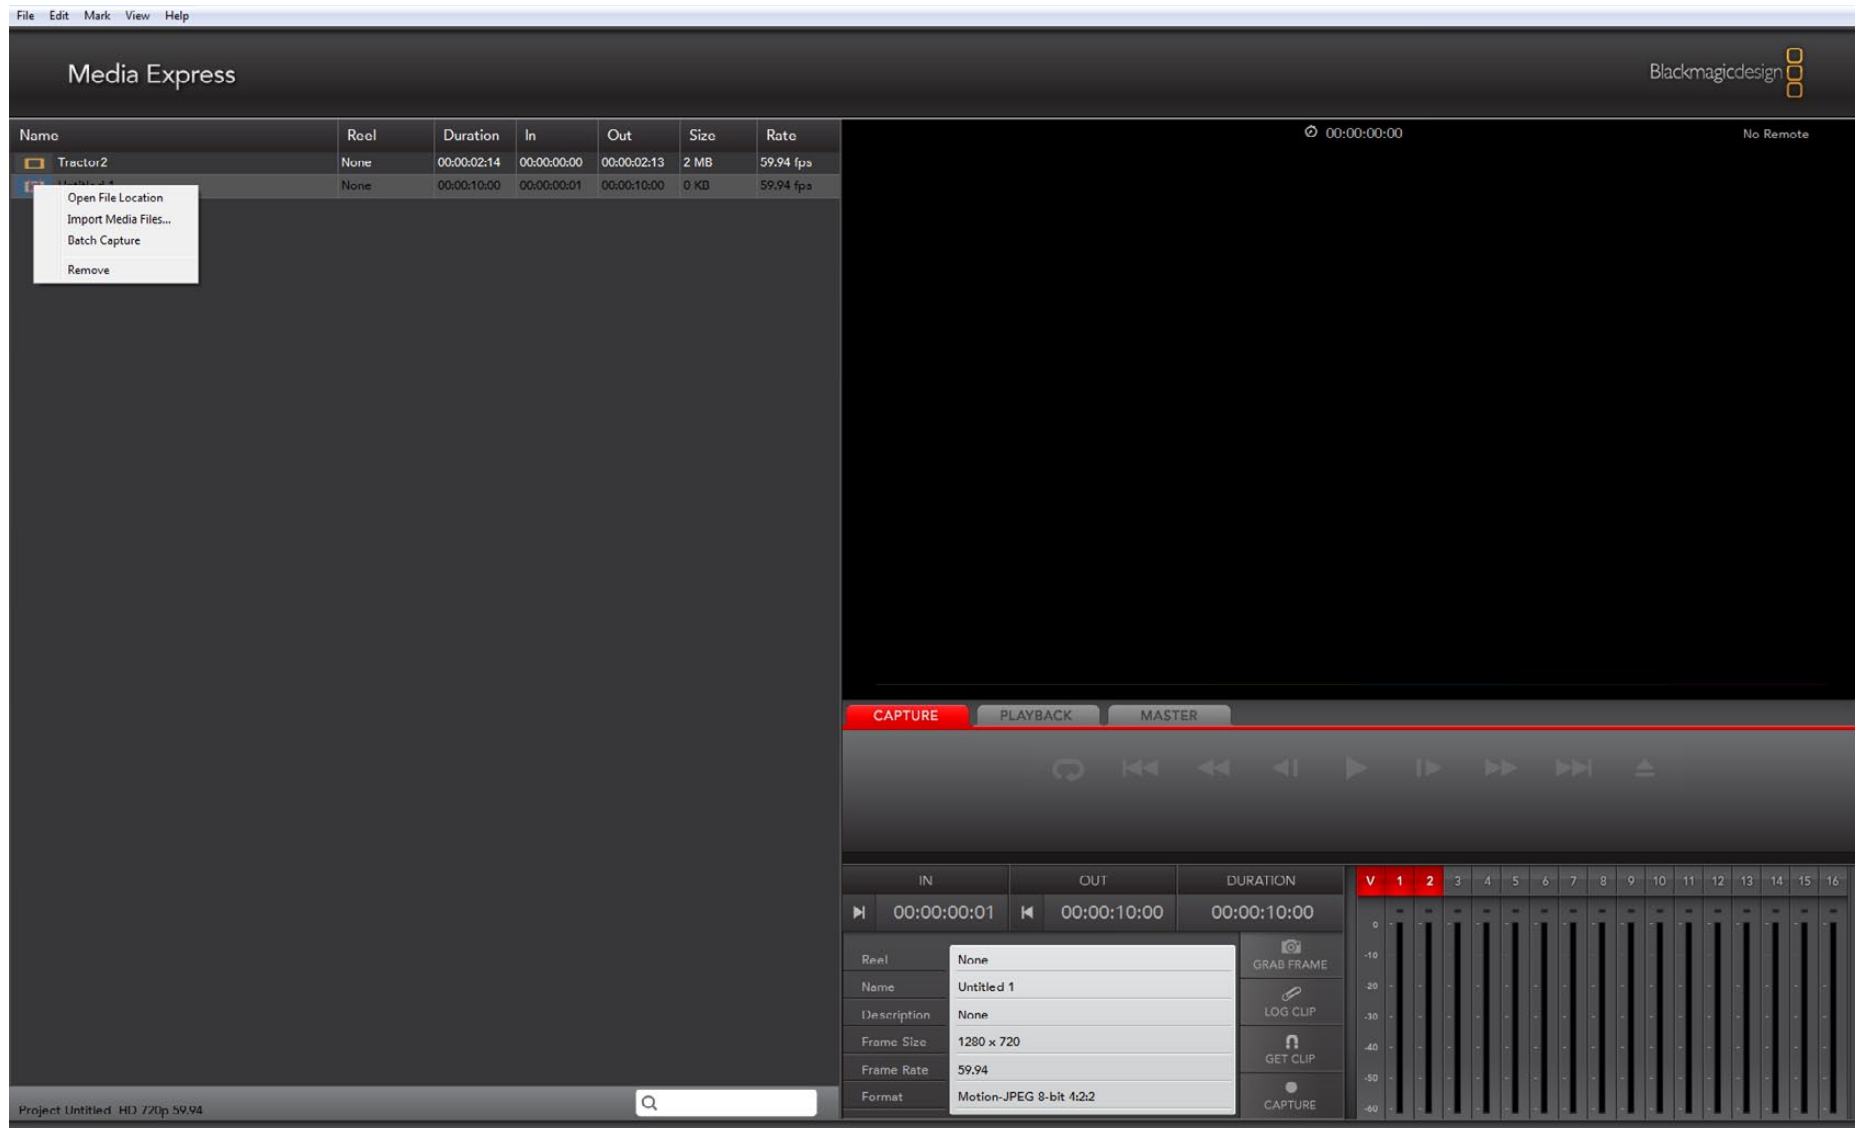 File Edit Mark View Help
Media Express
Blackmagicdesign
Name Reel Duration In Out Size Rate
Tractor2 None 00:00:02:14 00:00:00:00 00:00:02:13 2 MB 59.94 fps
Untitled 1 None 00:00:10:00 00:00:00:01 00:00:10:00 0 KB 59.94 fps
Open File Location
Import Media Files...
Batch Capture
Remove
00:00:00:00 No Remote
CAPTURE PLAYBACK MASTER
IN OUT DURATION
00:00:00:01 00:00:10:00 00:00:10:00
Reel None
Name Untitled 1
Description None
Frame Size 1280 x 720
Frame Rate 59.94
Format Motion-JPEG 8-bit 4:2:2
GRAB FRAME
LOG CLIP
GET CLIP
CAPTURE
V 1 2 3 4 5 6 7 8 9 10 11 12 13 14 15 16
0
-10
-20
-30
-40
-50
-60
Project Untitled HD 720p 59.94